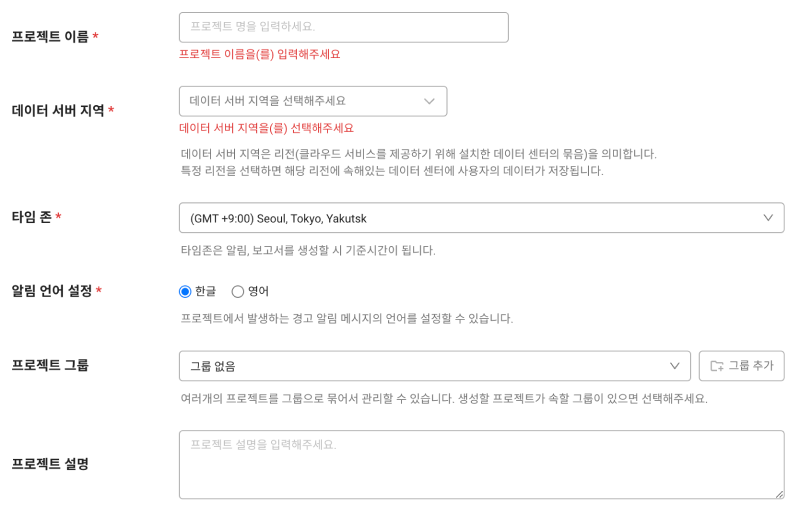 프로젝트 이름 *
프로젝트 명을 입력하세요.
프로젝트 이름을(를) 입력해주세요
데이터 서버 지역 *
데이터 서버 지역을 선택해주세요
데이터 서버 지역을(를) 선택해주세요
데이터 서버 지역은 리전(클라우드 서비스를 제공하기 위해 설치한 데이터 센터의 묶음)을 의미합니다.
특정 리전을 선택하면 해당 리전에 속해있는 데이터 센터에 사용자의 데이터가 저장됩니다.
타임 존 *
(GMT +9:00) Seoul, Tokyo, Yakutsk
타임존은 알림, 보고서를 생성할 시 기준시간이 됩니다.
알림 언어 설정 *
한글 영어
프로젝트에서 발생하는 경고 알림 메시지의 언어를 설정할 수 있습니다.
프로젝트 그룹
그룹 없음
그룹 추가
여러개의 프로젝트를 그룹으로 묶어서 관리할 수 있습니다. 생성할 프로젝트가 속할 그룹이 있으면 선택해주세요.
프로젝트 설명
프로젝트 설명을 입력해주세요.